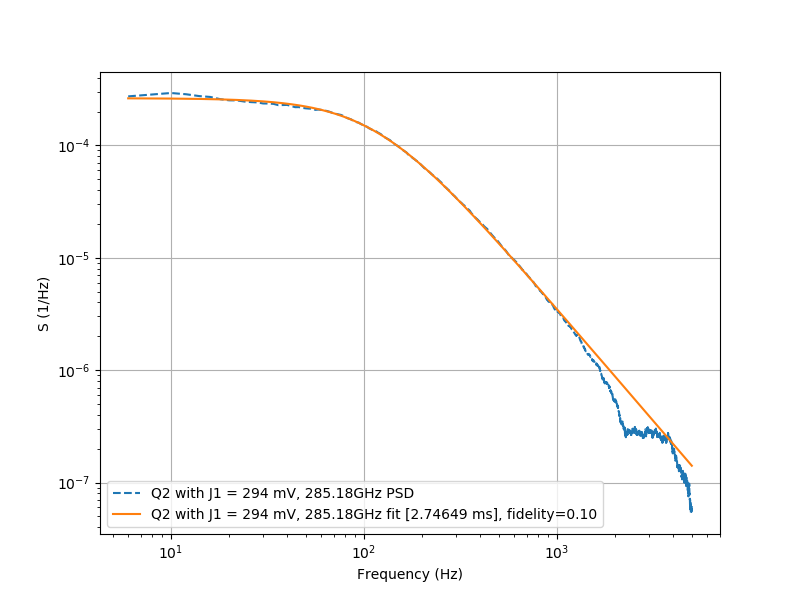 S (1/Hz)
10⁻⁴
10⁻⁵
10⁻⁶
10⁻⁷
Q2 with J1 = 294 mV, 285.18GHz PSD
Q2 with J1 = 294 mV, 285.18GHz fit [2.74649 ms], fidelity=0.10
10¹
10²
10³
Frequency (Hz)